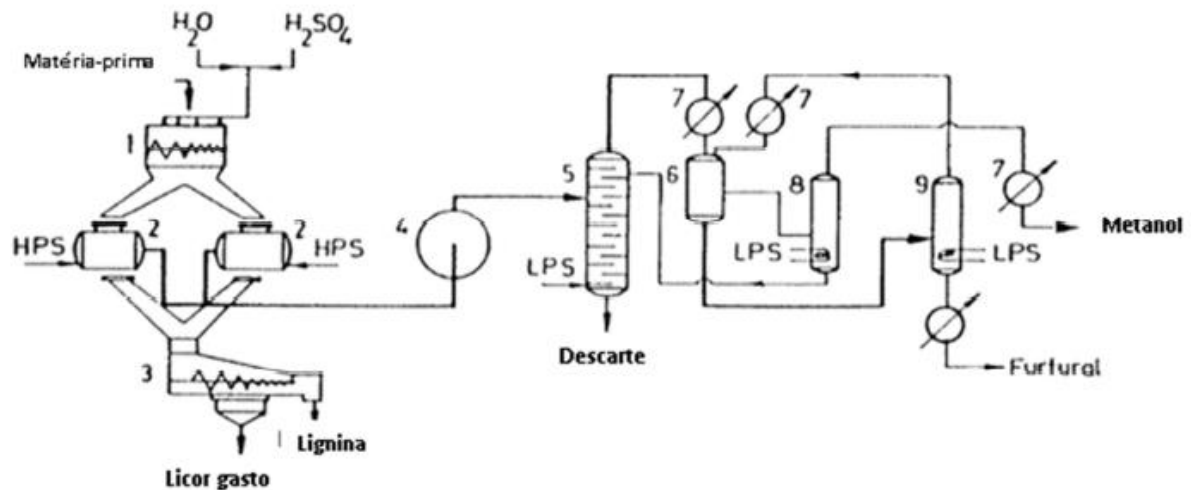 H2O
H2SO4
Matéria-prima
1
2
2
HPS
HPS
3
Lignina
Licor gasto
4
5
LPS
Descarte
6
7
7
8
LPS
9
LPS
7
Metanol
Furfural